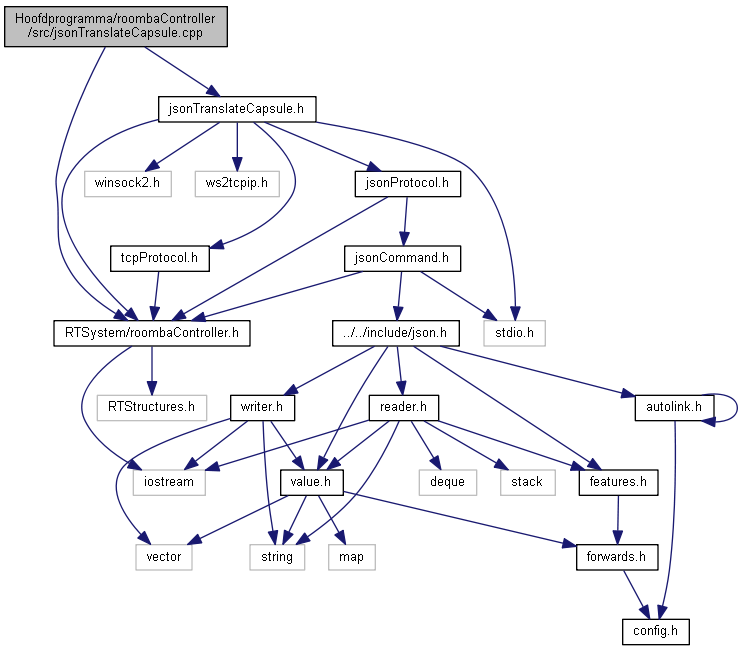 Hoofdprogramma/roombaController
/src/jsonTranslateCapsule.cpp
jsonTranslateCapsule.h
winsock2.h
ws2tcpip.h
jsonProtocol.h
tcpProtocol.h
jsonCommand.h
RTSystem/roombaController.h
../../include/json.h
stdio.h
RTStructures.h
writer.h
reader.h
autolink.h
iostream
value.h
deque
stack
features.h
vector
string
map
forwards.h
config.h